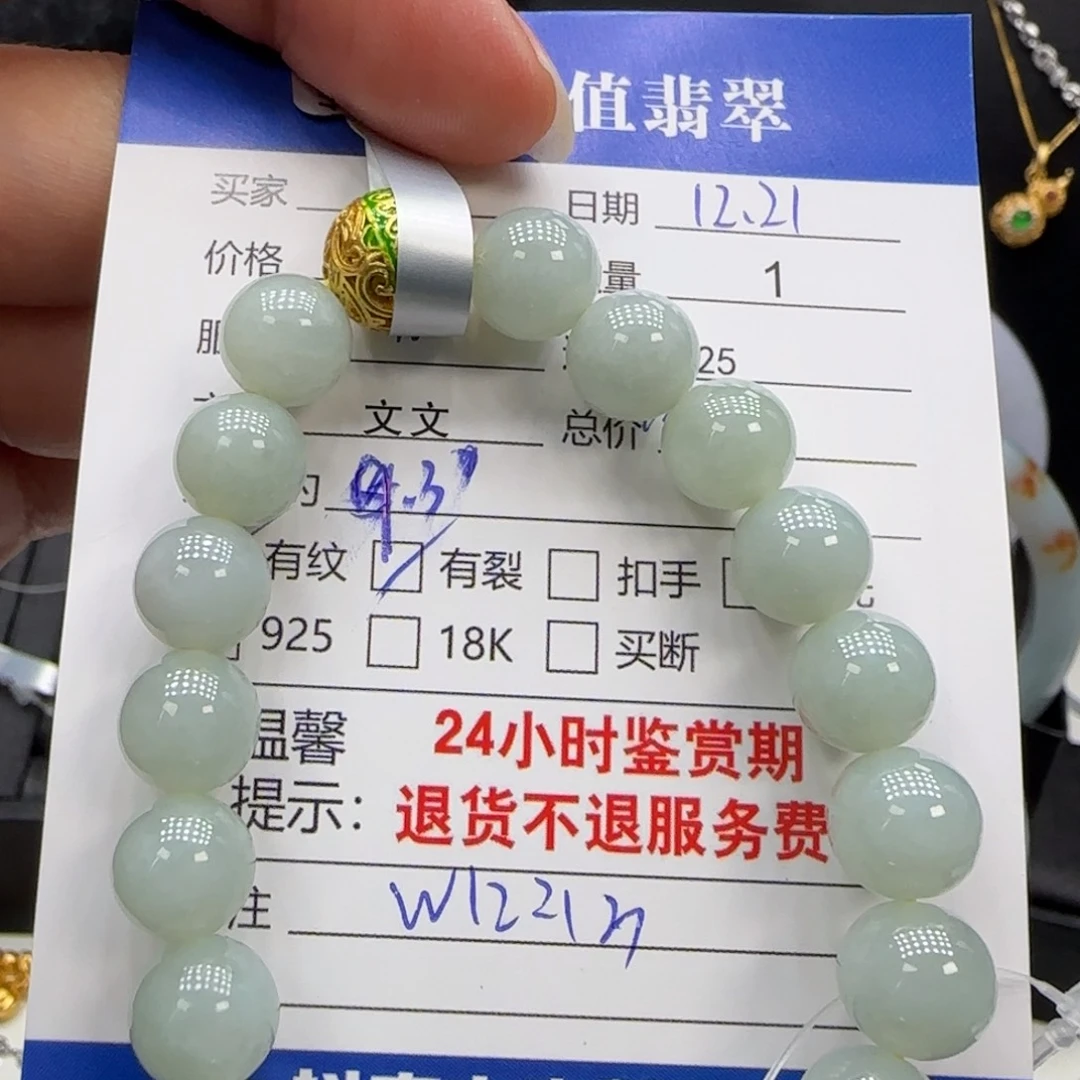 值翡翠
买家 日期 12.21
价格 量 1
服 25
文文 总价
的 9.3
有纹 有裂 扣手
925 18K 买断
温馨 24小时鉴赏期
提示: 退货不退服务费
注